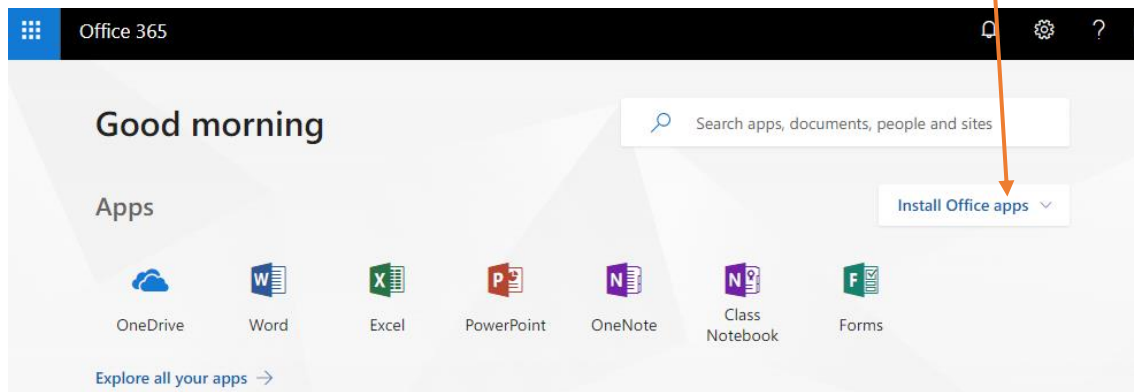 Office 365
?
Good morning
Search apps, documents, people and sites
Apps
Install Office apps
OneDrive
Word
Excel
PowerPoint
OneNote
Class
Notebook
Forms
Explore all your apps →